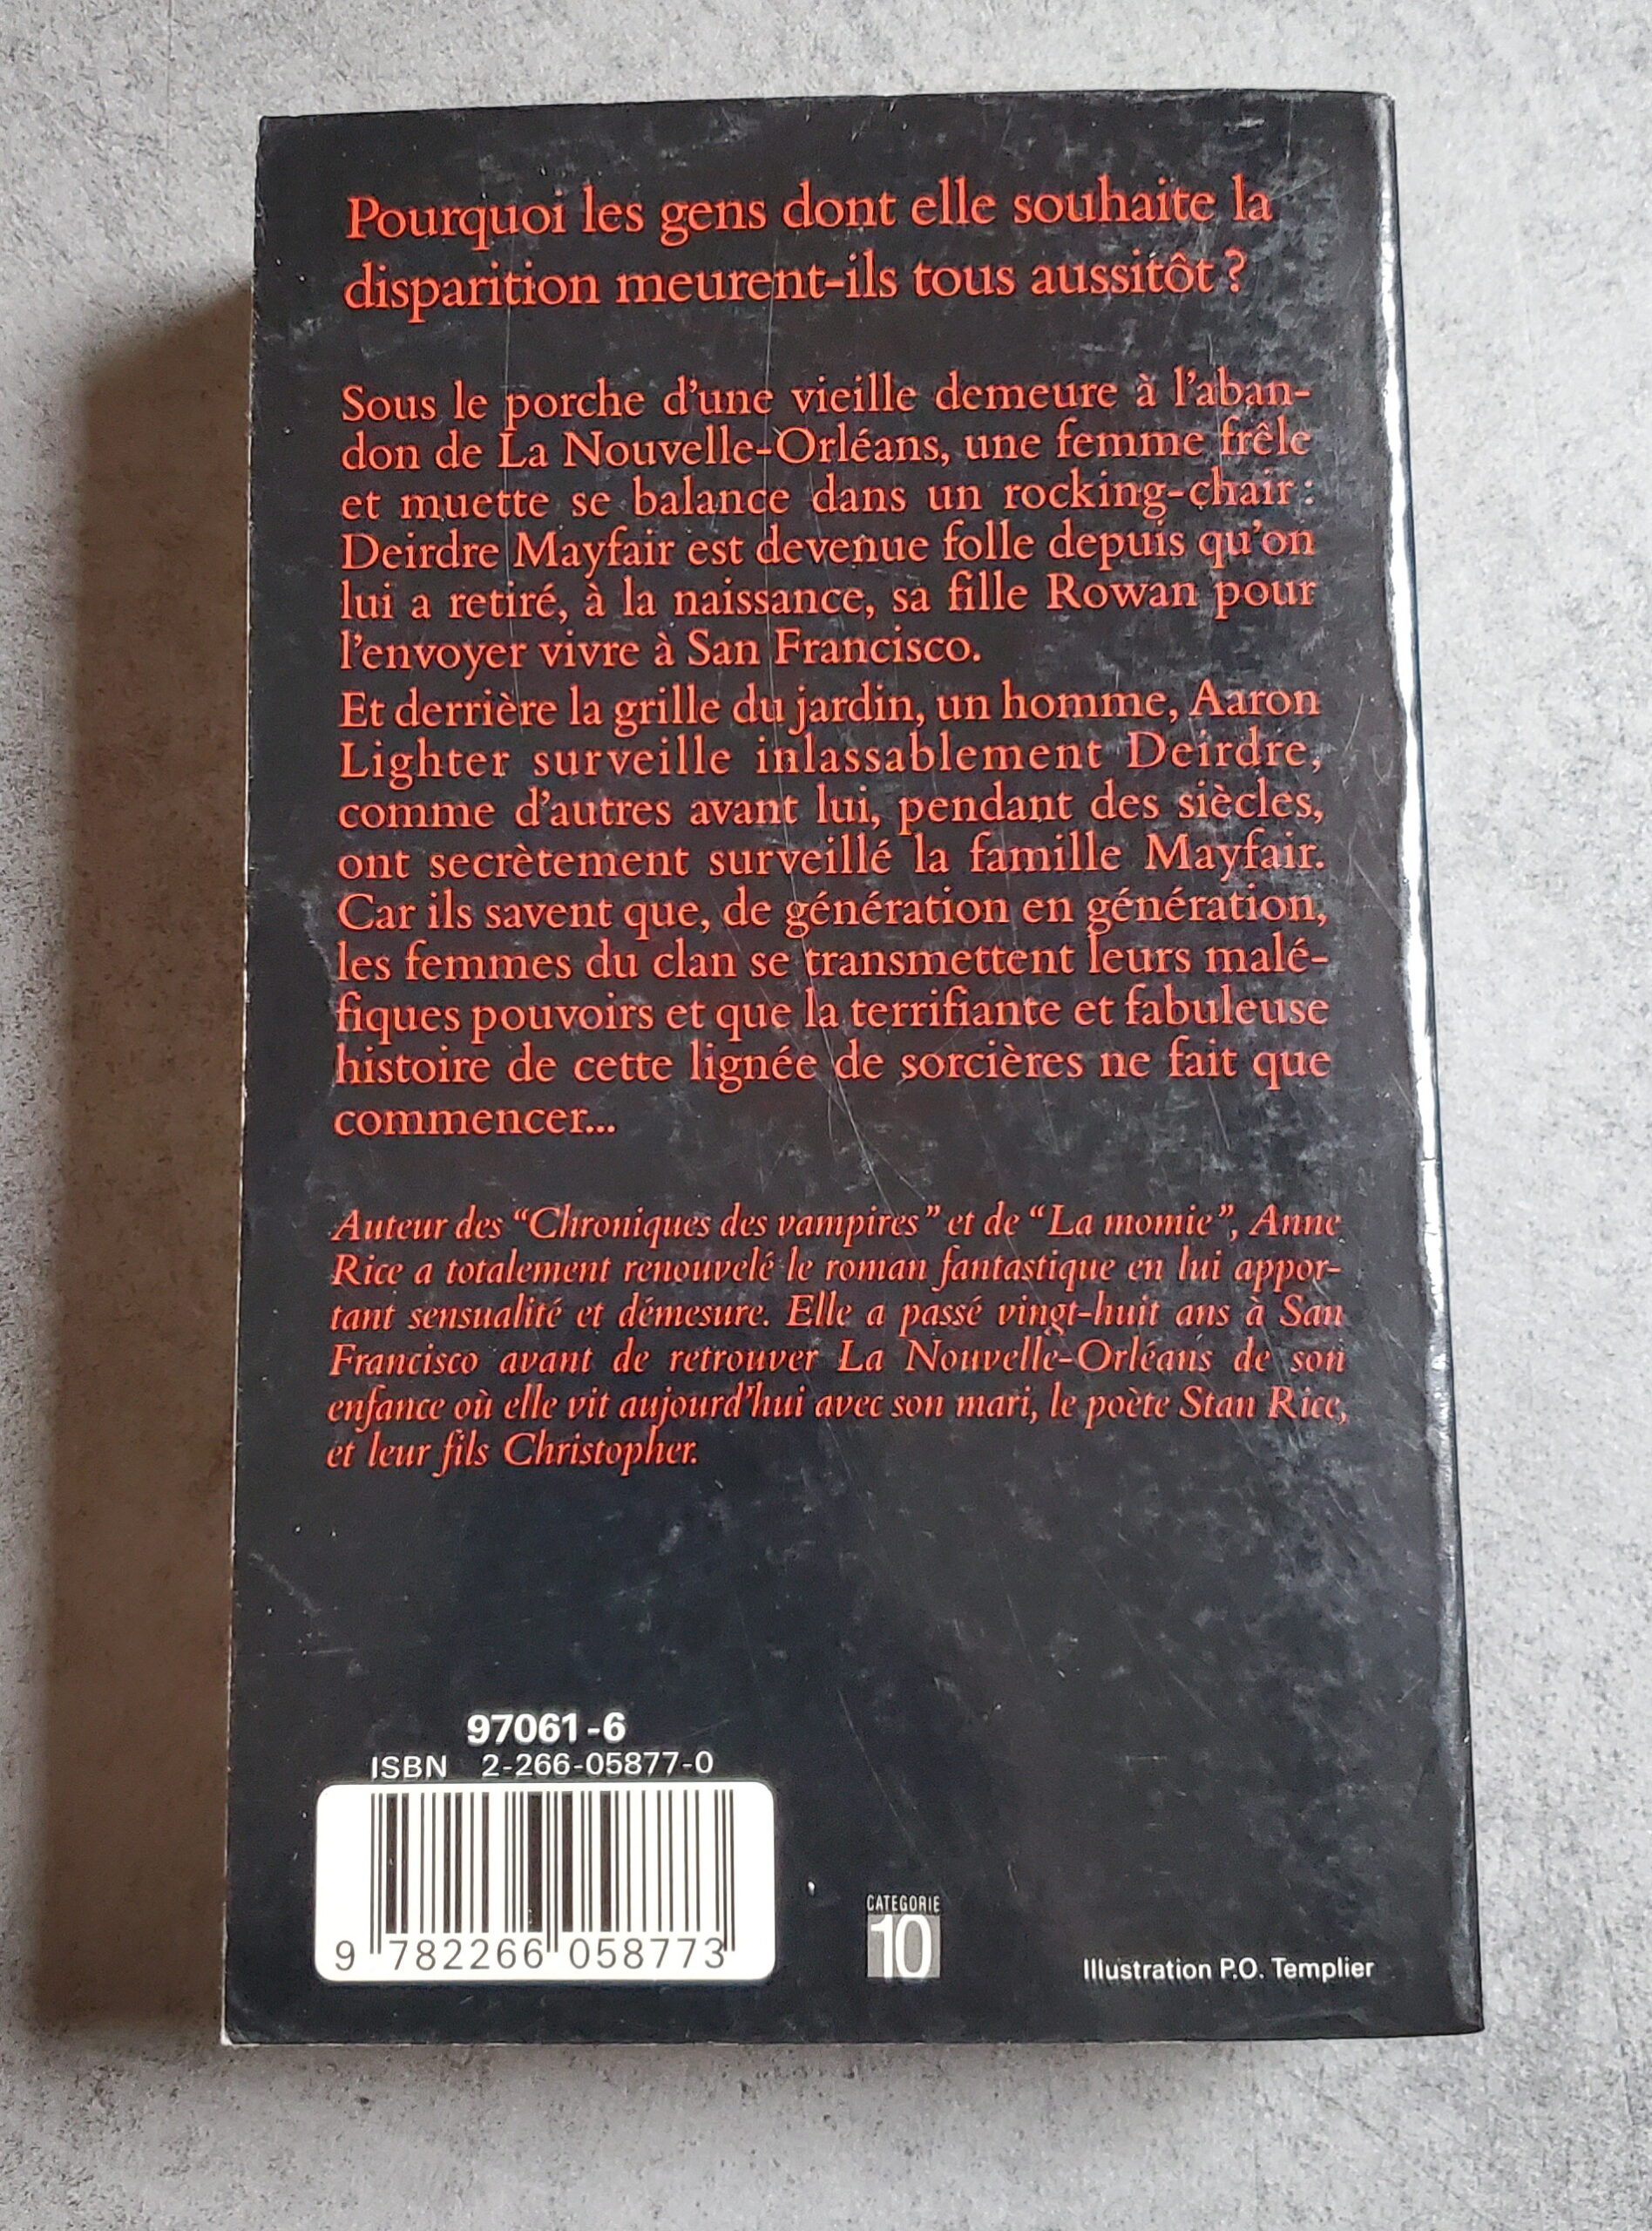 Pourquoi les gens dont elle souhaite la
disparition meurent-ils tous aussitôt ?
Sous le porche d'une vieille demeure à l'aban-
don de La Nouvelle-Orléans, une femme frêle
et muette se balance dans un rocking-chair :
Deirdre Mayfair est devenue folle depuis qu'on
lui a retiré, à la naissance, sa fille Rowan pour
l'envoyer vivre à San Francisco.
Et derrière la grille du jardin, un homme, Aaron
Lighter surveille inlassablement Deirdre,
comme d'autres avant lui, pendant des siècles,
ont secrètement surveillé la famille Mayfair.
Car ils savent que, de génération en génération,
les femmes du clan se transmettent leurs malé-
fiques pouvoirs et que la terrifiante et fabuleuse
histoire de cette lignée de sorcières ne fait que
commencer...
Auteur des “Chroniques des vampires” et de “La momie”, Anne
Rice a totalement renouvelé le roman fantastique en lui appor-
tant sensualité et démesure. Elle a passé vingt-huit ans à San
Francisco avant de retrouver La Nouvelle-Orléans de son
enfance où elle vit aujourd'hui avec son mari, le poète Stan Rice,
et leur fils Christopher.
97061-6
ISBN 2-266-05877-0
9 782266 058773
CATEGORIE
10
Illustration P.O. Templier